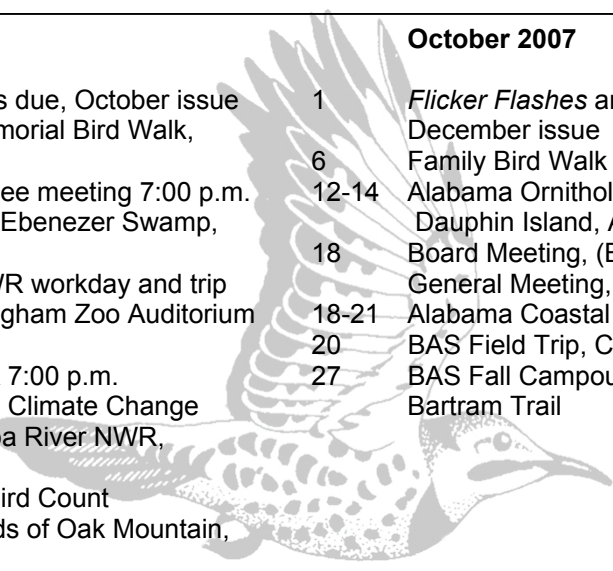 s due, October issue
morial Bird Walk,
ee meeting 7:00 p.m.
Ebenezer Swamp,
R workday and trip
gham Zoo Auditorium
7:00 p.m.
Climate Change
ba River NWR,
ird Count
ds of Oak Mountain,
October 2007
1 Flicker Flashes ar
December issue
6 Family Bird Walk
12-14 Alabama Ornithol
Dauphin Island, A
18 Board Meeting, (E
General Meeting,
18-21 Alabama Coastal
20 BAS Field Trip, C
27 BAS Fall Campou
Bartram Trail